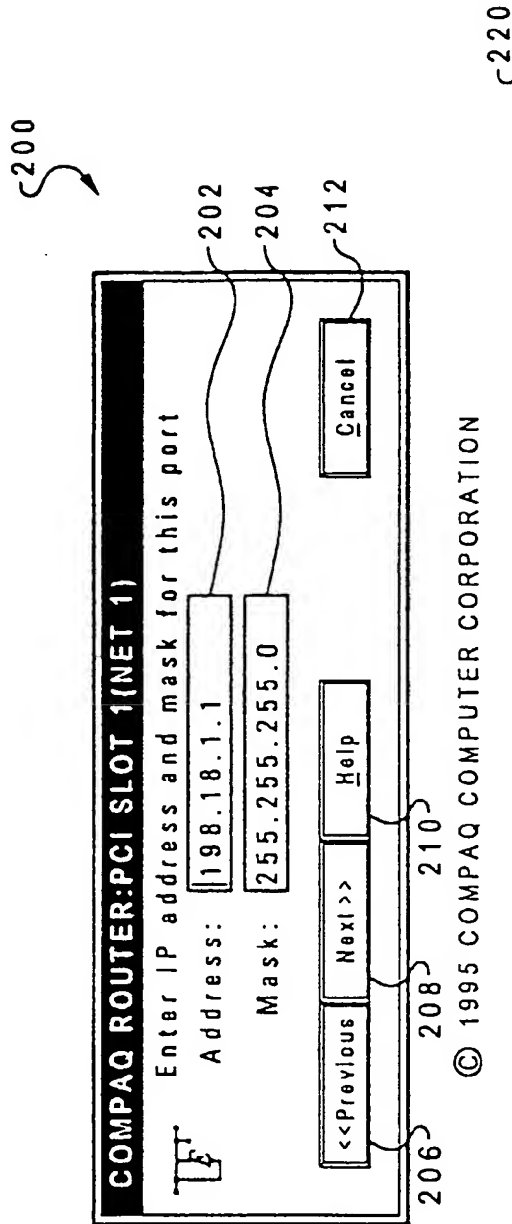 200
COMPAQ ROUTER:PCI SLOT 1(NET 1)
Enter IP address and mask for this port
Address: 198.18.1.1
202
Mask: 255.255.255.0
204
<<Previous
Next>>
Help
Cancel
212
206
208
210
© 1995 COMPAQ COMPUTER CORPORATION
220